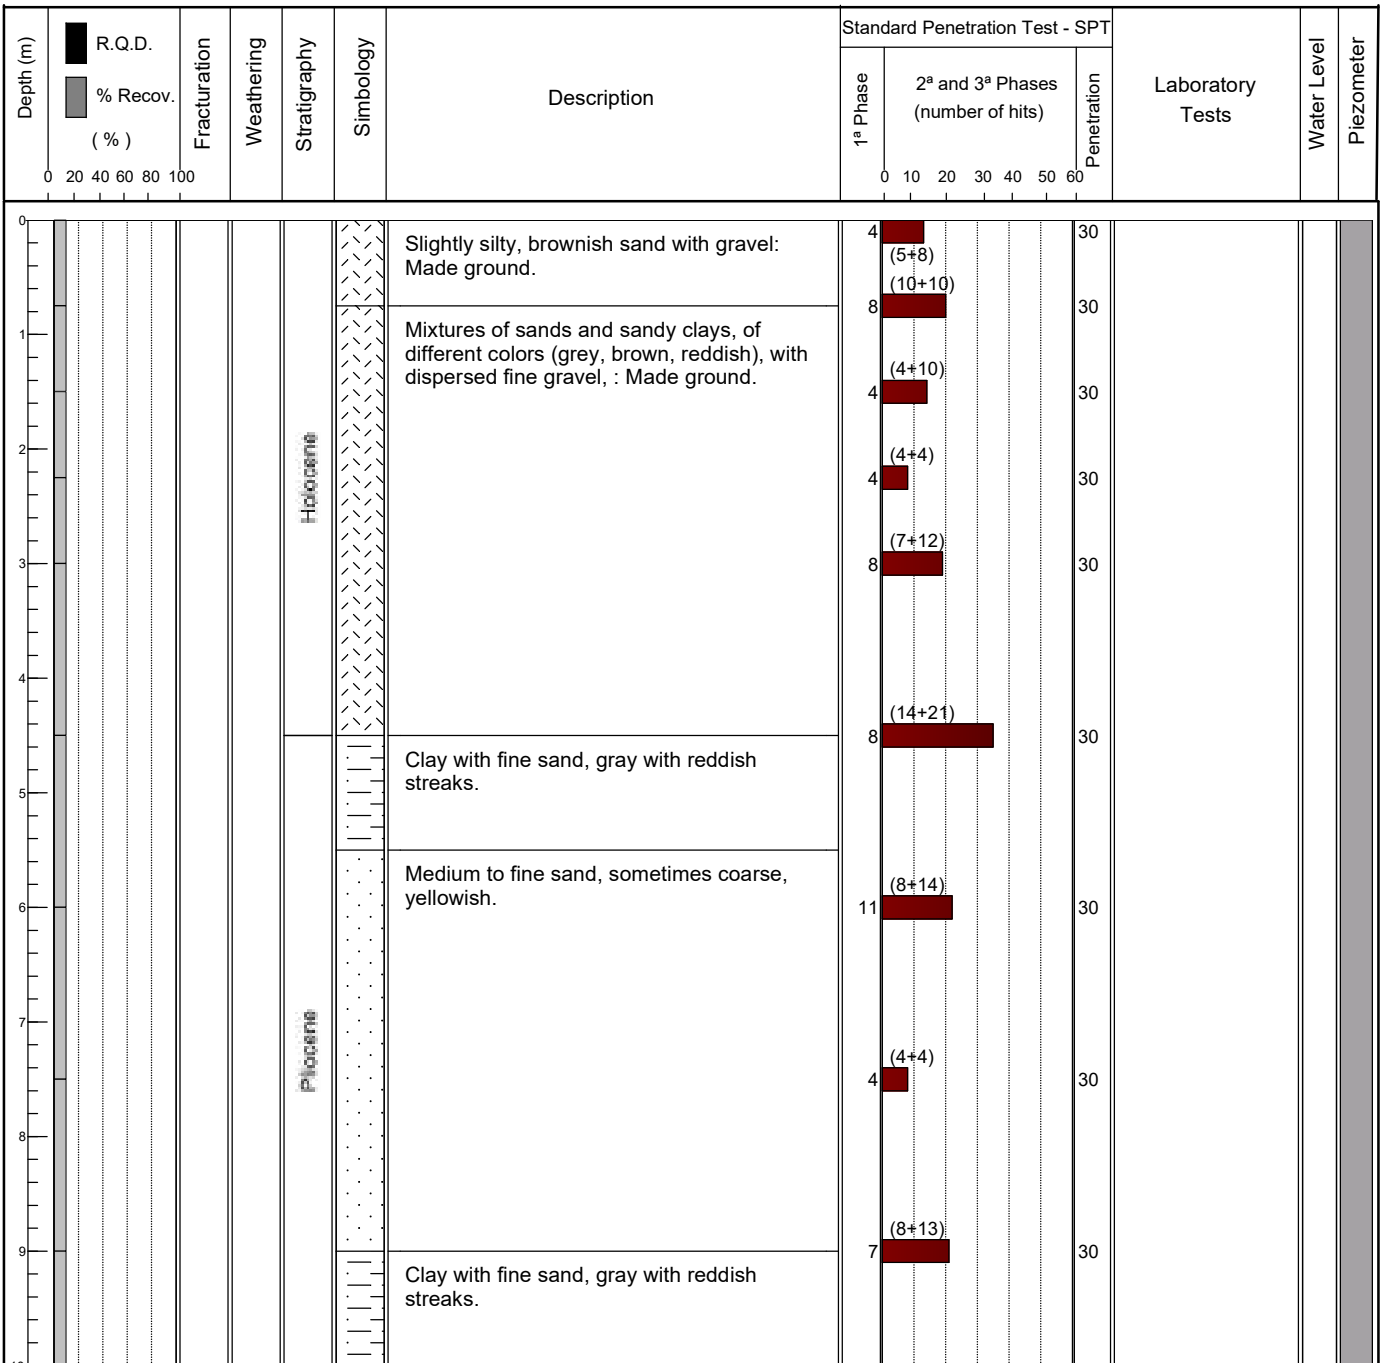 Depth (m)
R.Q.D.
% Recov.
( % )
0 20 40 60 80 100
Fracturation
Weathering
Stratigraphy
Simbology
Description
Standard Penetration Test - SPT
1ª Phase
2ª and 3ª Phases
(number of hits)
0 10 20 30 40 50 60
Penetration
Laboratory
Tests
Water Level
Piezometer
0
Slightly silty, brownish sand with gravel:
Made ground.
4 30
(5+8)
(10+10)
8 30
1
Mixtures of sands and sandy clays, of
different colors (grey, brown, reddish), with
dispersed fine gravel, : Made ground.
(4+10)
4 30
2
Holocene
(4+4)
4 30
(7+12)
3
8 30
4
(14+21)
8 30
Clay with fine sand, gray with reddish
streaks.
5
Medium to fine sand, sometimes coarse,
yellowish.
(8+14)
6
11 30
7
Pliocene
(4+4)
4 30
8
(8+13)
9
7 30
Clay with fine sand, gray with reddish
streaks.